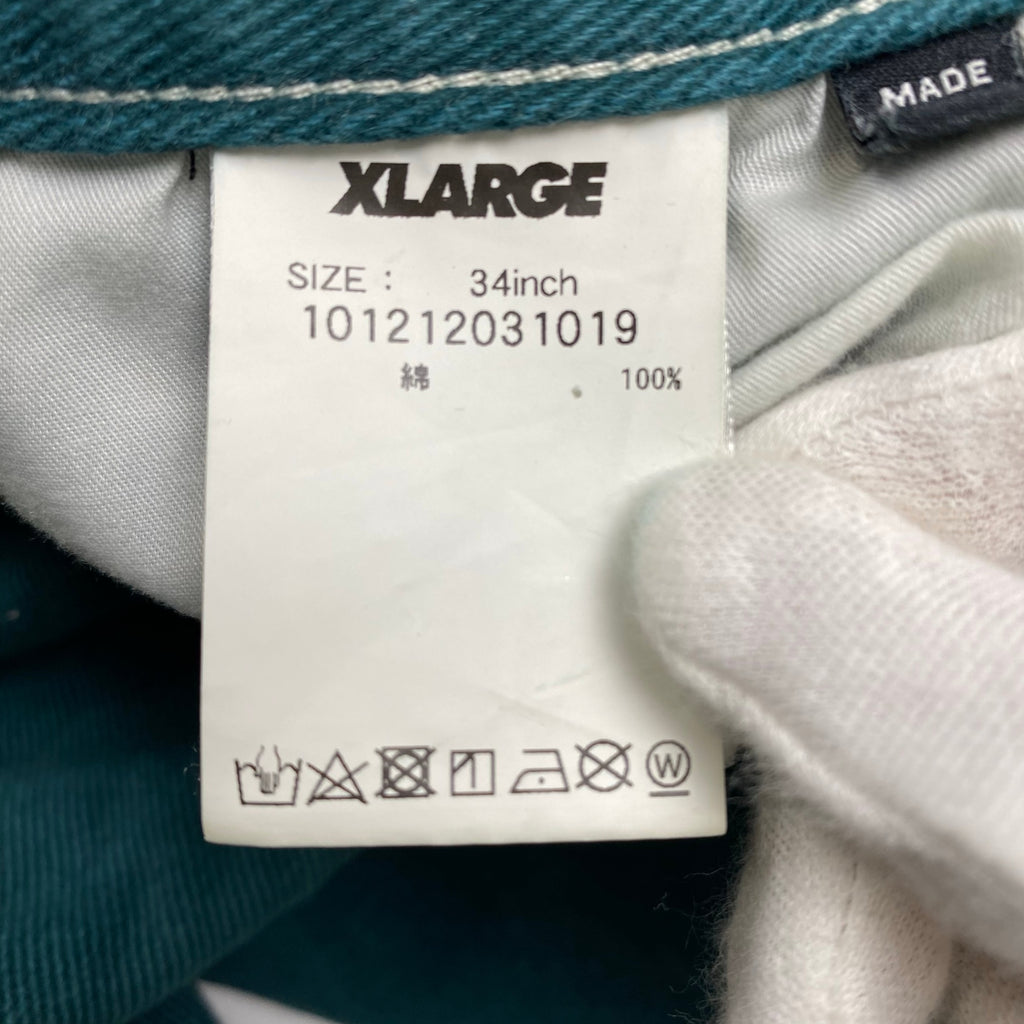 MADE
XLARGE
SIZE : 34inch
101212031019
綿 100%
W